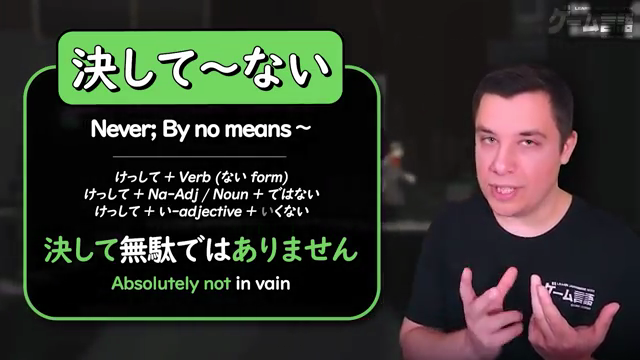 決して〜ない
Never; By no means ~
けっして + Verb (ない form)
けっして + Na-Adj / Noun + ではない
けっして + い-adjective + いくない
決して無駄ではありません
Absolutely not in vain
ゲーム言語
LEARN JAPANESE WITH
ゲーム言語